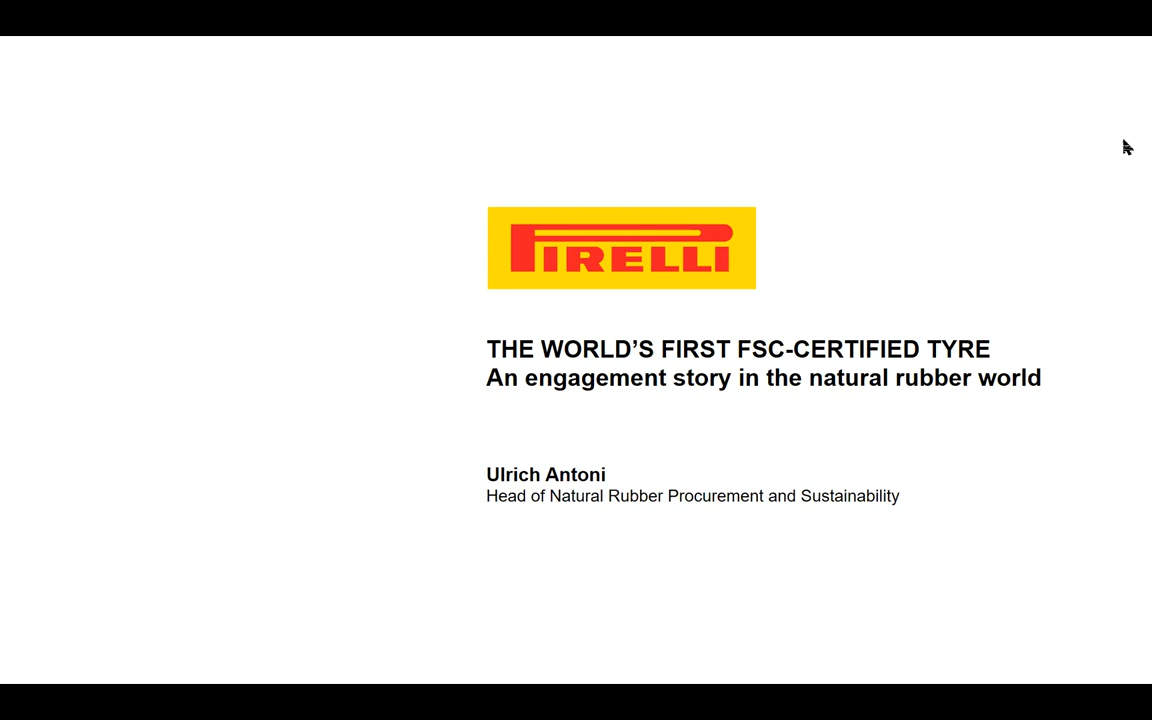 PIRELLI
THE WORLD’S FIRST FSC-CERTIFIED TYRE
An engagement story in the natural rubber world
Ulrich Antoni
Head of Natural Rubber Procurement and Sustainability